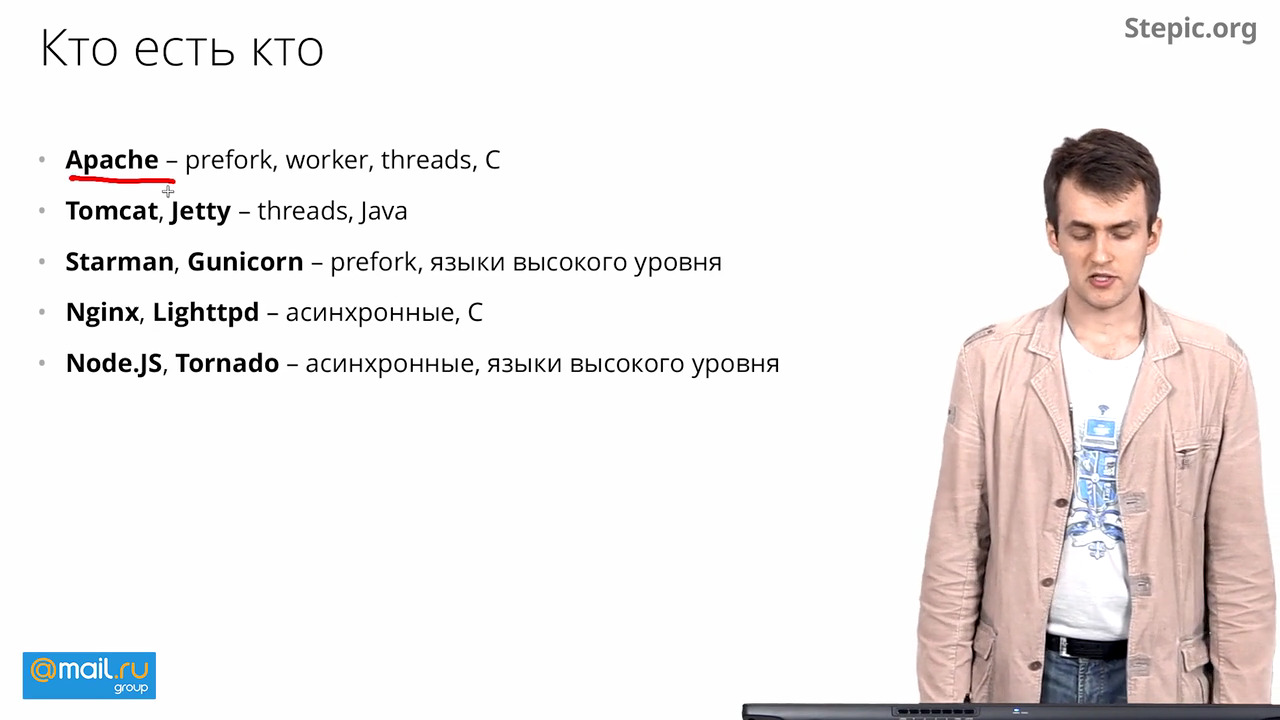 Кто есть кто
Stepic.org
Apache – prefork, worker, threads, C
Tomcat, Jetty – threads, Java
Starman, Gunicorn – prefork, языки высокого уровня
Nginx, Lighttpd – асинхронные, C
Node.JS, Tornado – асинхронные, языки высокого уровня
@mail.ru
group